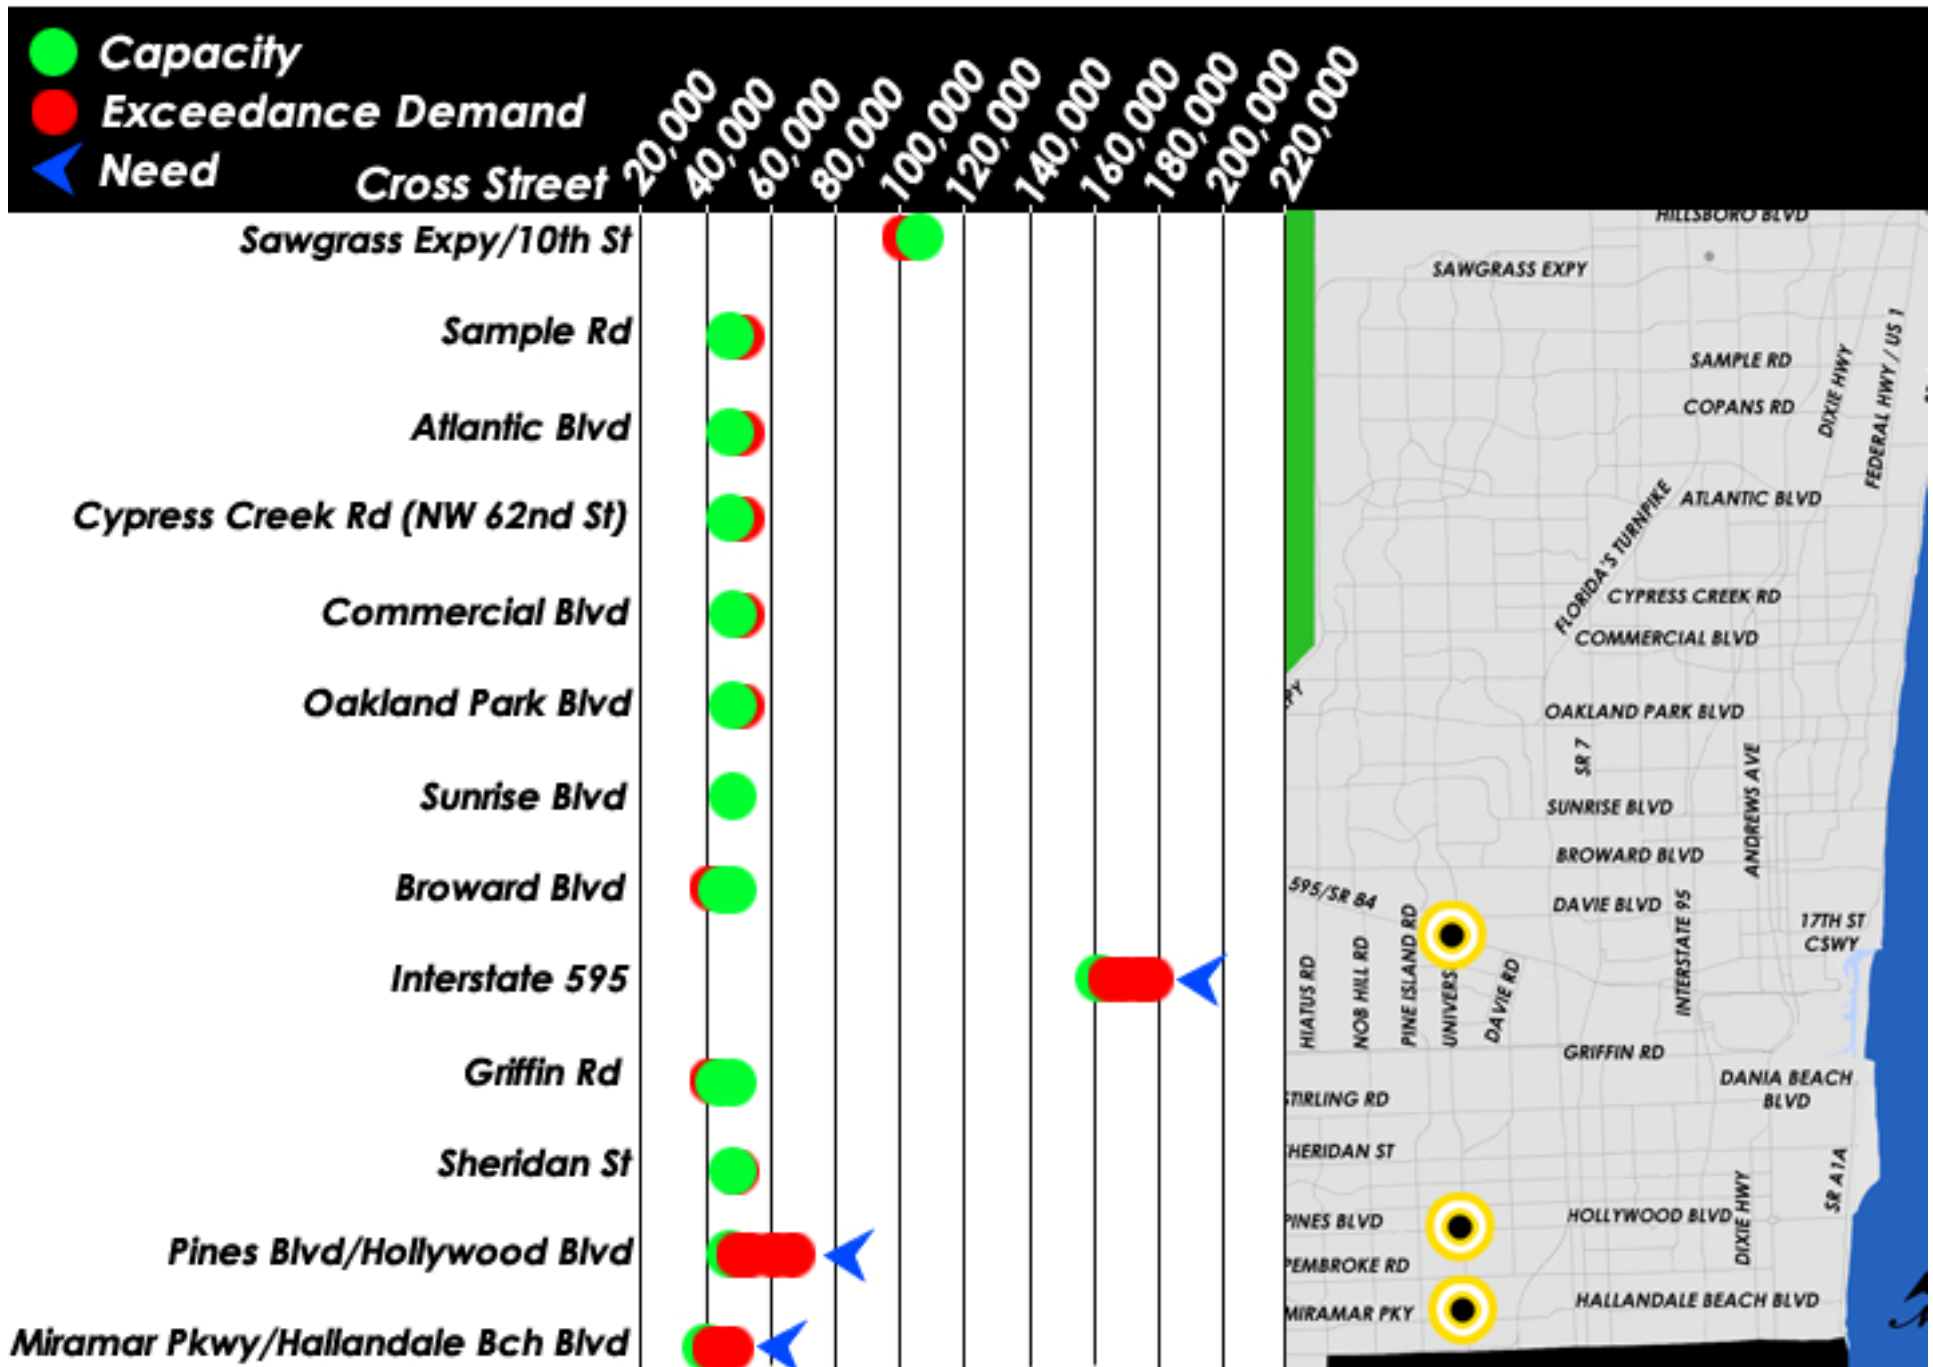 Capacity
Exceedance Demand
Need
Cross Street
20,000
40,000
60,000
80,000
100,000
120,000
140,000
160,000
180,000
200,000
220,000
Sawgrass Expy/10th St
Sample Rd
Atlantic Blvd
Cypress Creek Rd (NW 62nd St)
Commercial Blvd
Oakland Park Blvd
Sunrise Blvd
Broward Blvd
Interstate 595
Griffin Rd
Sheridan St
Pines Blvd/Hollywood Blvd
Miramar Pkwy/Hallandale Bch Blvd
HILLSBORO BLVD
SAWGRASS EXPY
SAMPLE RD
COPANS RD
DIXIE HWY
FEDERAL HWY / US 1
ATLANTIC BLVD
FLORIDA'S TURNPIKE
CYPRESS CREEK RD
COMMERCIAL BLVD
OAKLAND PARK BLVD
SR 7
ANDREWS AVE
SUNRISE BLVD
BROWARD BLVD
595/SR 84
DAVIE BLVD
INTERSTATE 95
17TH ST
CSWY
HIATUS RD
NOB HILL RD
PINE ISLAND RD
UNIVERS
DAVIE RD
GRIFFIN RD
DANIA BEACH
BLVD
STIRLING RD
HERIDAN ST
SR A1A
PINES BLVD
HOLLYWOOD BLVD
DIXIE HWY
PEMBROKE RD
MIRAMAR PKY
HALLANDALE BEACH BLVD